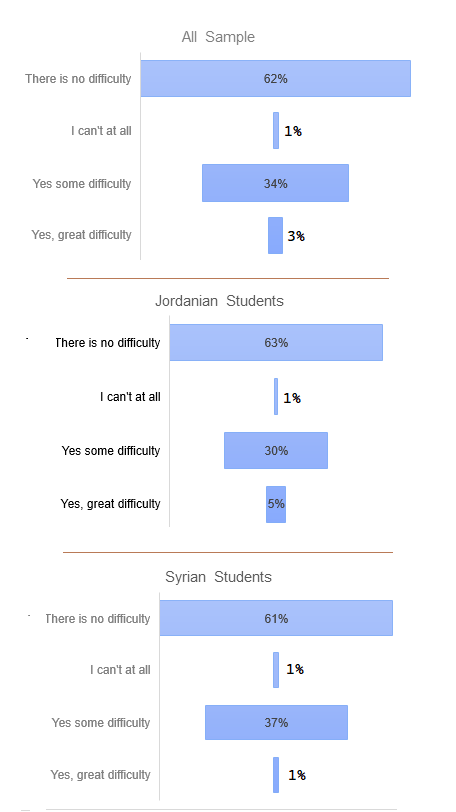 All Sample
There is no difficulty 62%
I can't at all 1%
Yes some difficulty 34%
Yes, great difficulty 3%
Jordanian Students
There is no difficulty 63%
I can't at all 1%
Yes some difficulty 30%
Yes, great difficulty 5%
Syrian Students
There is no difficulty 61%
I can't at all 1%
Yes some difficulty 37%
Yes, great difficulty 1%